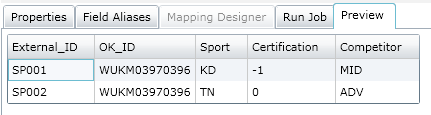 Properties Field Aliases Mapping Designer Run Job Preview
External_ID OK_ID Sport Certification Competitor
SP001 WUKM03970396 KD -1 MID
SP002 WUKM03970396 TN 0 ADV